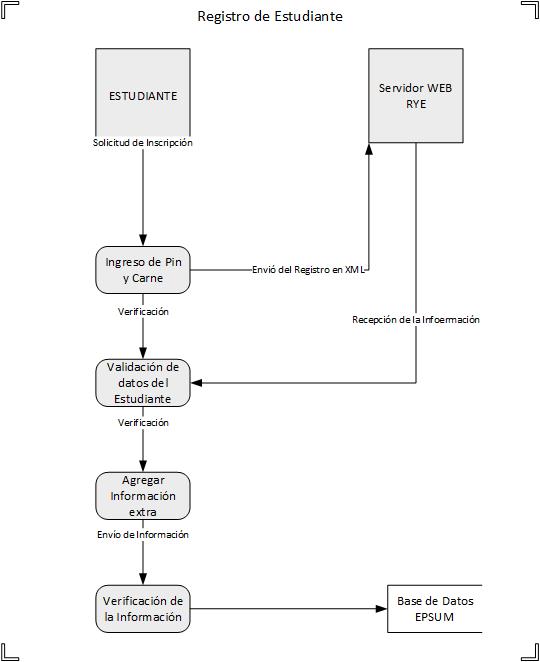 Registro de Estudiante
ESTUDIANTE
Servidor WEB
RYE
Solicitud de Inscripción
Ingreso de Pin
y Carne
Envió del Registro en XML
Verificación
Recepción de la Infoermación
Validación de
datos del
Estudiante
Verificación
Agregar
Información
extra
Envío de Información
Verificación de
la Información
Base de Datos
EPSUM